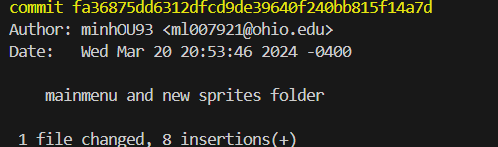 commit fa36875dd6312dfcd9de39640f240bb815f14a7d
Author: minhOU93 <ml007921@ohio.edu>
Date:   Wed Mar 20 20:53:46 2024 -0400
mainmenu and new sprites folder
1 file changed, 8 insertions(+)